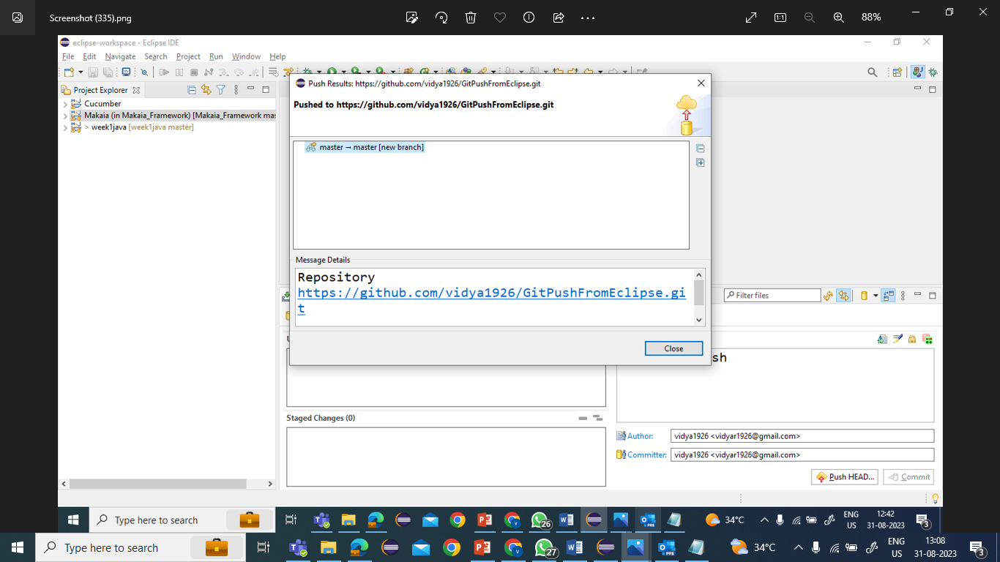 Screenshot (335).png
88%
eclipse-workspace - Eclipse IDE
File Edit Navigate Search Project Run Window Help
Project Explorer
Cucumber
Makaia (in Makaia_Framework) [Makaia_Framework mas
> week1java [week1java master]
Push Results: https://github.com/vidya1926/GitPushFromEclipse.git
Pushed to https://github.com/vidya1926/GitPushFromEclipse.git
master → master [new branch]
Message Details
Repository
https://github.com/vidya1926/GitPushFromEclipse.gi
t
Close
Filter files
sh
Staged Changes (0)
Author: vidya1926 <vidyar1926@gmail.com>
Committer: vidya1926 <vidyar1926@gmail.com>
Push HEAD... Commit
Type here to search
26
34°C
ENG
US
12:42
31-08-2023
3
Type here to search
27
34°C
ENG
US
13:08
31-08-2023
3